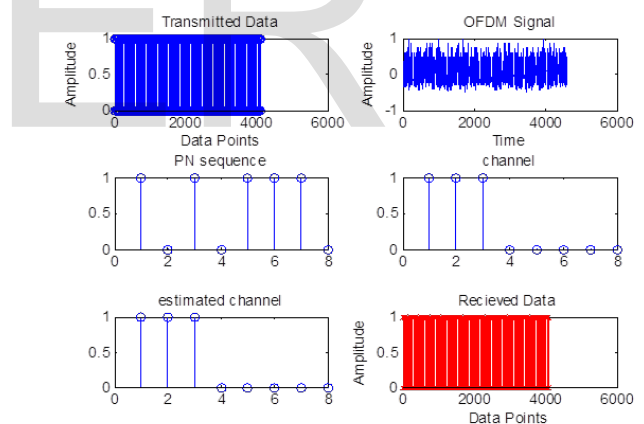 ER
Transmitted Data
1
0.5
0
Amplitude
0 2000 4000 6000
Data Points
OFDM Signal
1
0
-1
Amplitude
0 2000 4000 6000
Time
PN sequence
1
0.5
0
0 2 4 6 8
channel
1
0.5
0
0 2 4 6 8
estimated channel
1
0.5
0
0 2 4 6 8
Recieved Data
1
0.5
0
Amplitude
0 2000 4000 6000
Data Points